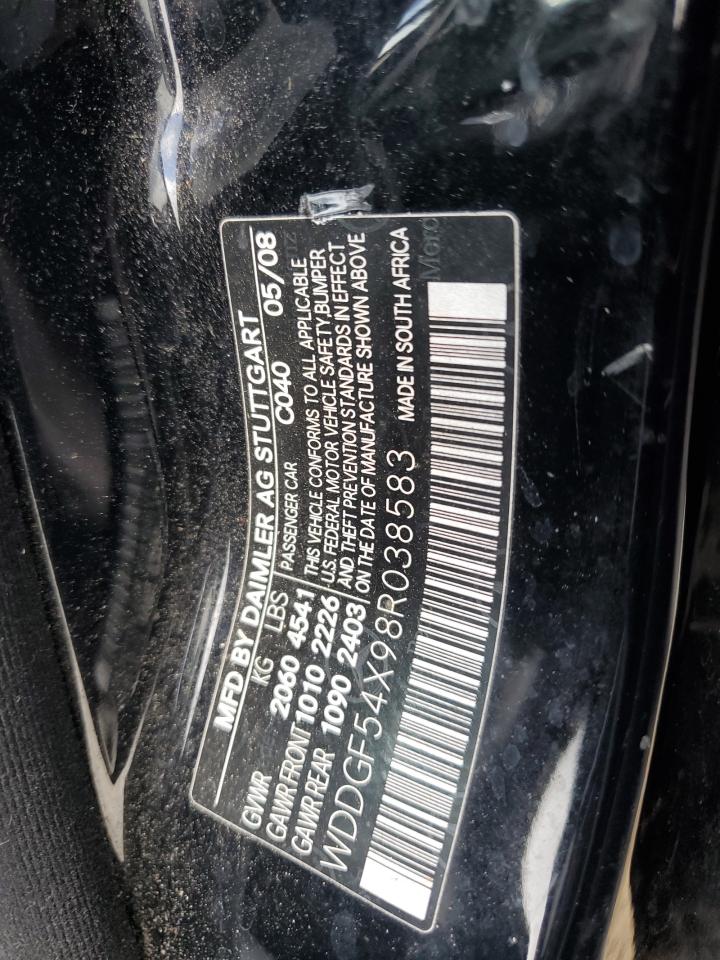 MFD BY DAIMLER AG STUTTGART 05/08
KG LBS C040
GVWR 2060 4541 PASSENGER CAR
GAWR FRONT 1010 2226
GAWR REAR 1090 2403
THIS VEHICLE CONFORMS TO ALL APPLICABLE
U.S. FEDERAL MOTOR VEHICLE SAFETY, BUMPER
AND THEFT PREVENTION STANDARDS IN EFFECT
ON THE DATE OF MANUFACTURE SHOWN ABOVE
WDDGF54X98R038583 MADE IN SOUTH AFRICA